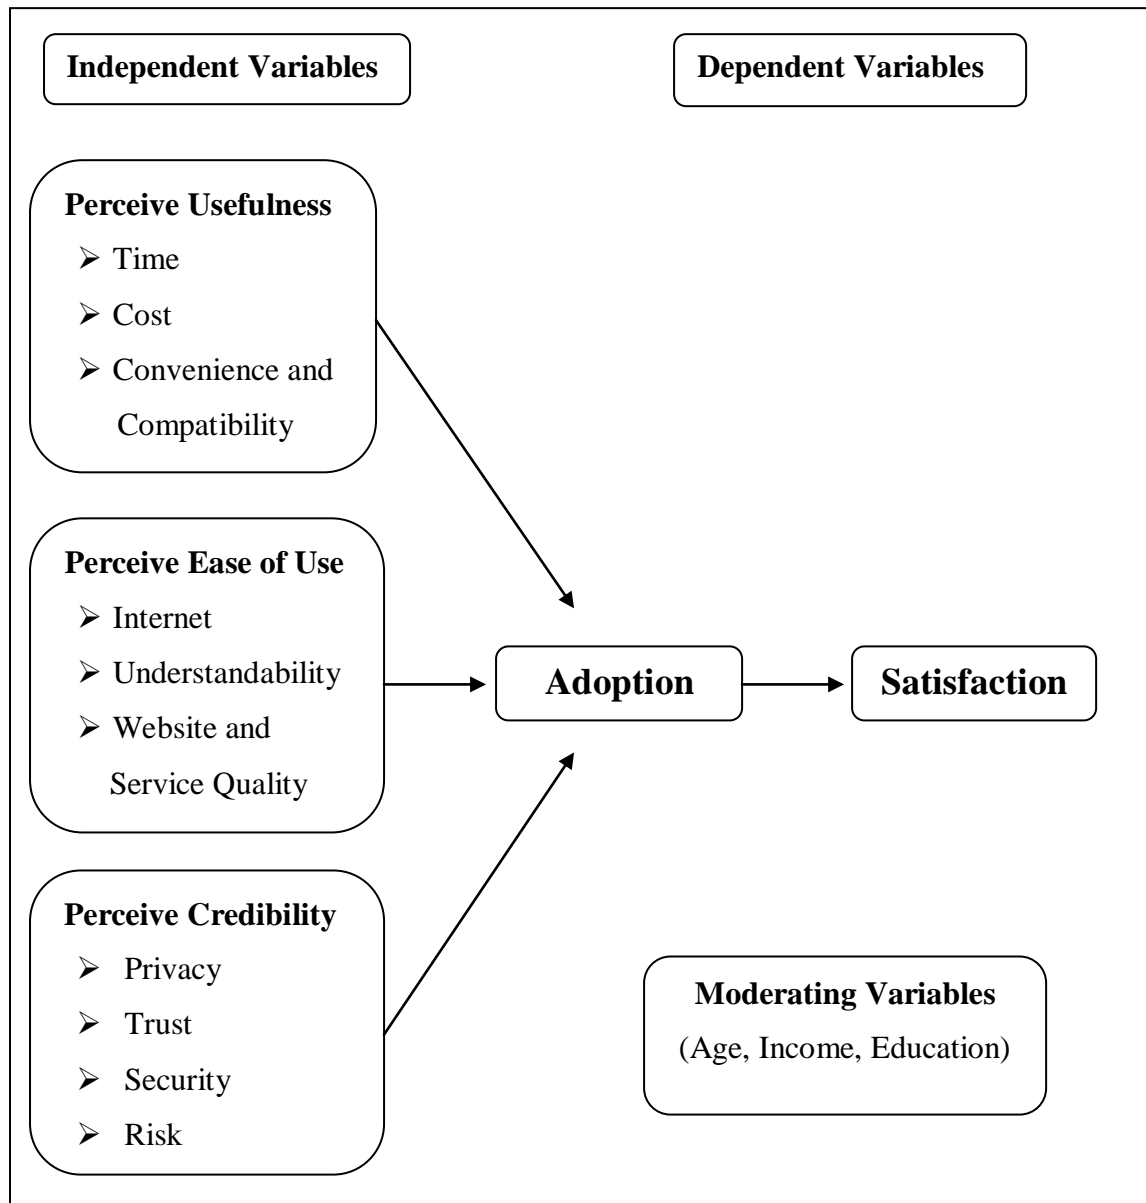 Independent Variables
Dependent Variables
Perceive Usefulness
➢ Time
➢ Cost
➢ Convenience and
Compatibility
Perceive Ease of Use
➢ Internet
➢ Understandability
➢ Website and
Service Quality
Adoption
Satisfaction
Perceive Credibility
➢ Privacy
➢ Trust
➢ Security
➢ Risk
Moderating Variables
(Age, Income, Education)